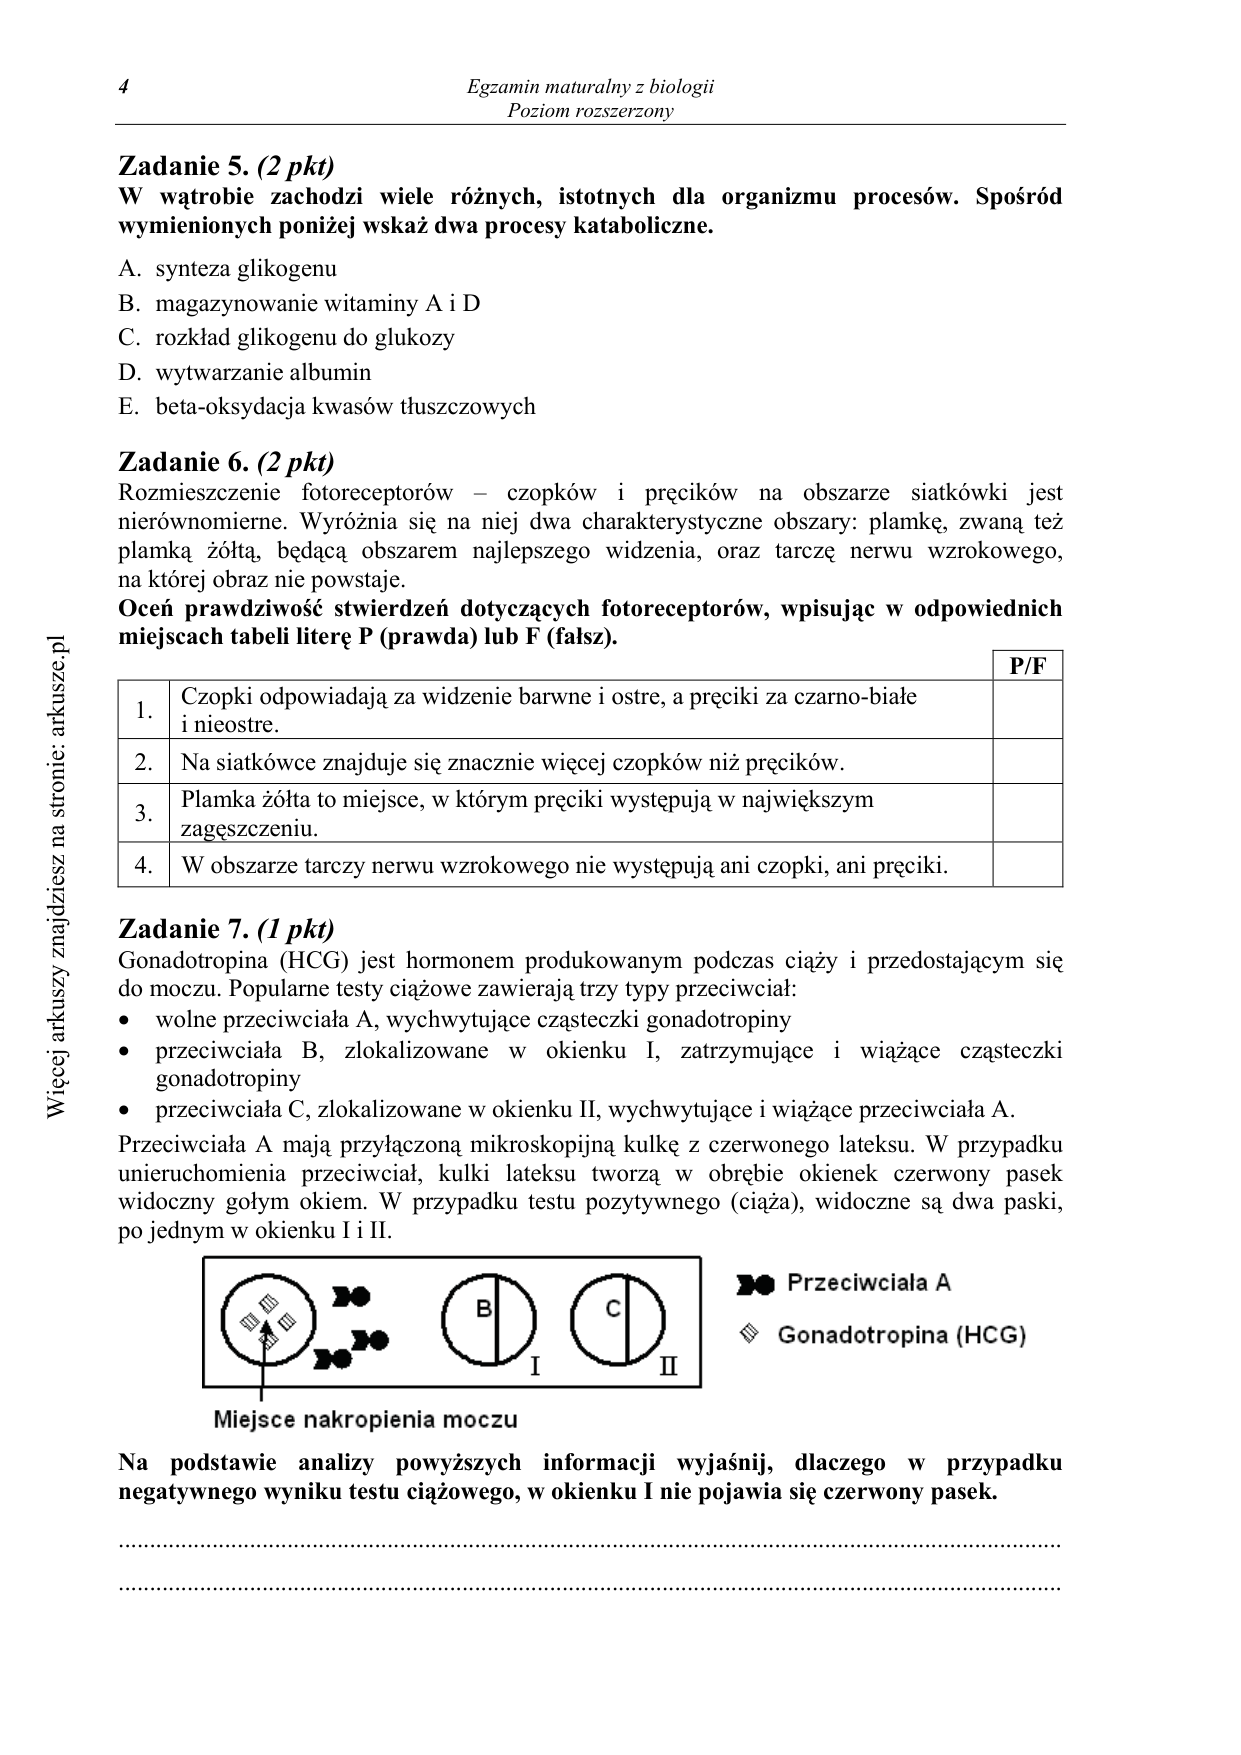 4
Egzamin maturalny z biologii
Poziom rozszerzony
Zadanie 5. (2 pkt)
W wątrobie zachodzi wiele różnych, istotnych dla organizmu procesów. Spośród
wymienionych poniżej wskaż dwa procesy kataboliczne.
A. synteza glikogenu
B. magazynowanie witaminy A i D
C. rozkład glikogenu do glukozy
D. wytwarzanie albumin
E. beta-oksydacja kwasów tłuszczowych
Zadanie 6. (2 pkt)
Rozmieszczenie fotoreceptorów – czopków i pręcików na obszarze siatkówki jest
nierównomierne. Wyróżnia się na niej dwa charakterystyczne obszary: plamkę, zwaną też
plamką żółtą, będącą obszarem najlepszego widzenia, oraz tarczę nerwu wzrokowego,
na której obraz nie powstaje.
Oceń prawdziwość stwierdzeń dotyczących fotoreceptorów, wpisując w odpowiednich
miejscach tabeli literę P (prawda) lub F (fałsz).
P/F
1. Czopki odpowiadają za widzenie barwne i ostre, a pręciki za czarno-białe
i nieostre.
2. Na siatkówce znajduje się znacznie więcej czopków niż pręcików.
3. Plamka żółta to miejsce, w którym pręciki występują w największym
zagęszczeniu.
4. W obszarze tarczy nerwu wzrokowego nie występują ani czopki, ani pręciki.
Zadanie 7. (1 pkt)
Gonadotropina (HCG) jest hormonem produkowanym podczas ciąży i przedostającym się
do moczu. Popularne testy ciążowe zawierają trzy typy przeciwciał:
• wolne przeciwciała A, wychwytujące cząsteczki gonadotropiny
• przeciwciała B, zlokalizowane w okienku I, zatrzymujące i wiążące cząsteczki
gonadotropiny
• przeciwciała C, zlokalizowane w okienku II, wychwytujące i wiążące przeciwciała A.
Przeciwciała A mają przyłączoną mikroskopijną kulkę z czerwonego lateksu. W przypadku
unieruchomienia przeciwciał, kulki lateksu tworzą w obrębie okienek czerwony pasek
widoczny gołym okiem. W przypadku testu pozytywnego (ciąża), widoczne są dwa paski,
po jednym w okienku I i II.
B
I
C
II
Przeciwciala A
Gonadotropina (HCG)
Miejsce nakropienia moczu
Na podstawie analizy powyższych informacji wyjaśnij, dlaczego w przypadku
negatywnego wyniku testu ciążowego, w okienku I nie pojawia się czerwony pasek.
Więcej arkuszy znajdziesz na stronie: arkusze.pl